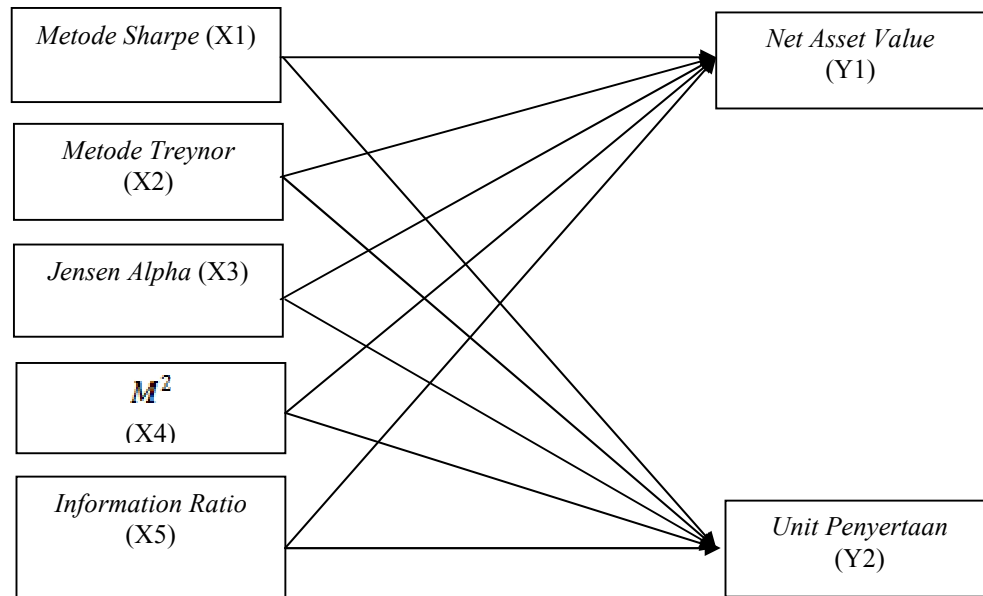 Metode Sharpe (X1)
Metode Treynor
(X2)
Jensen Alpha (X3)
M²
(X4)
Information Ratio
(X5)
Net Asset Value
(Y1)
Unit Penyertaan
(Y2)